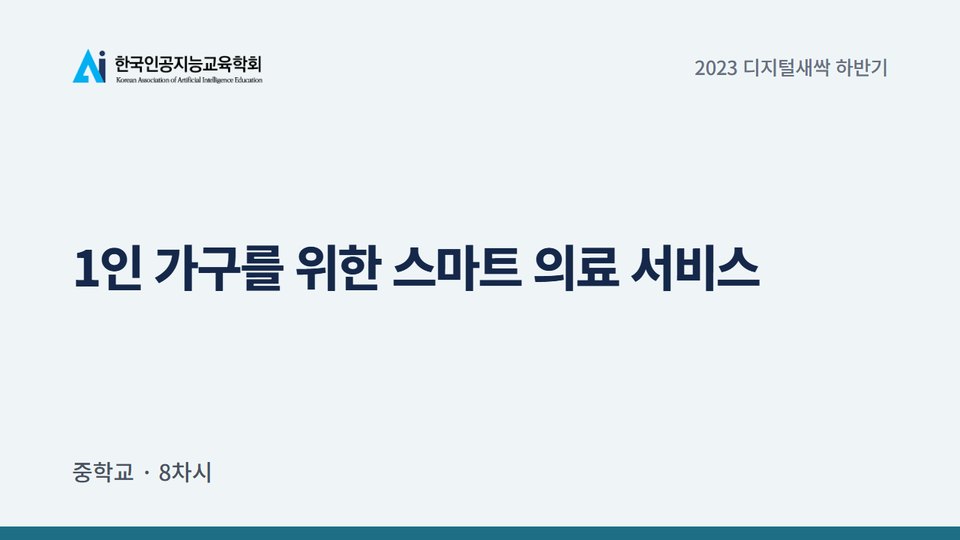 한국인공지능교육학회
Korean Association of Artificial Intelligence Education
2023 디지털새싹 하반기
1인 가구를 위한 스마트 의료 서비스
중학교 · 8차시